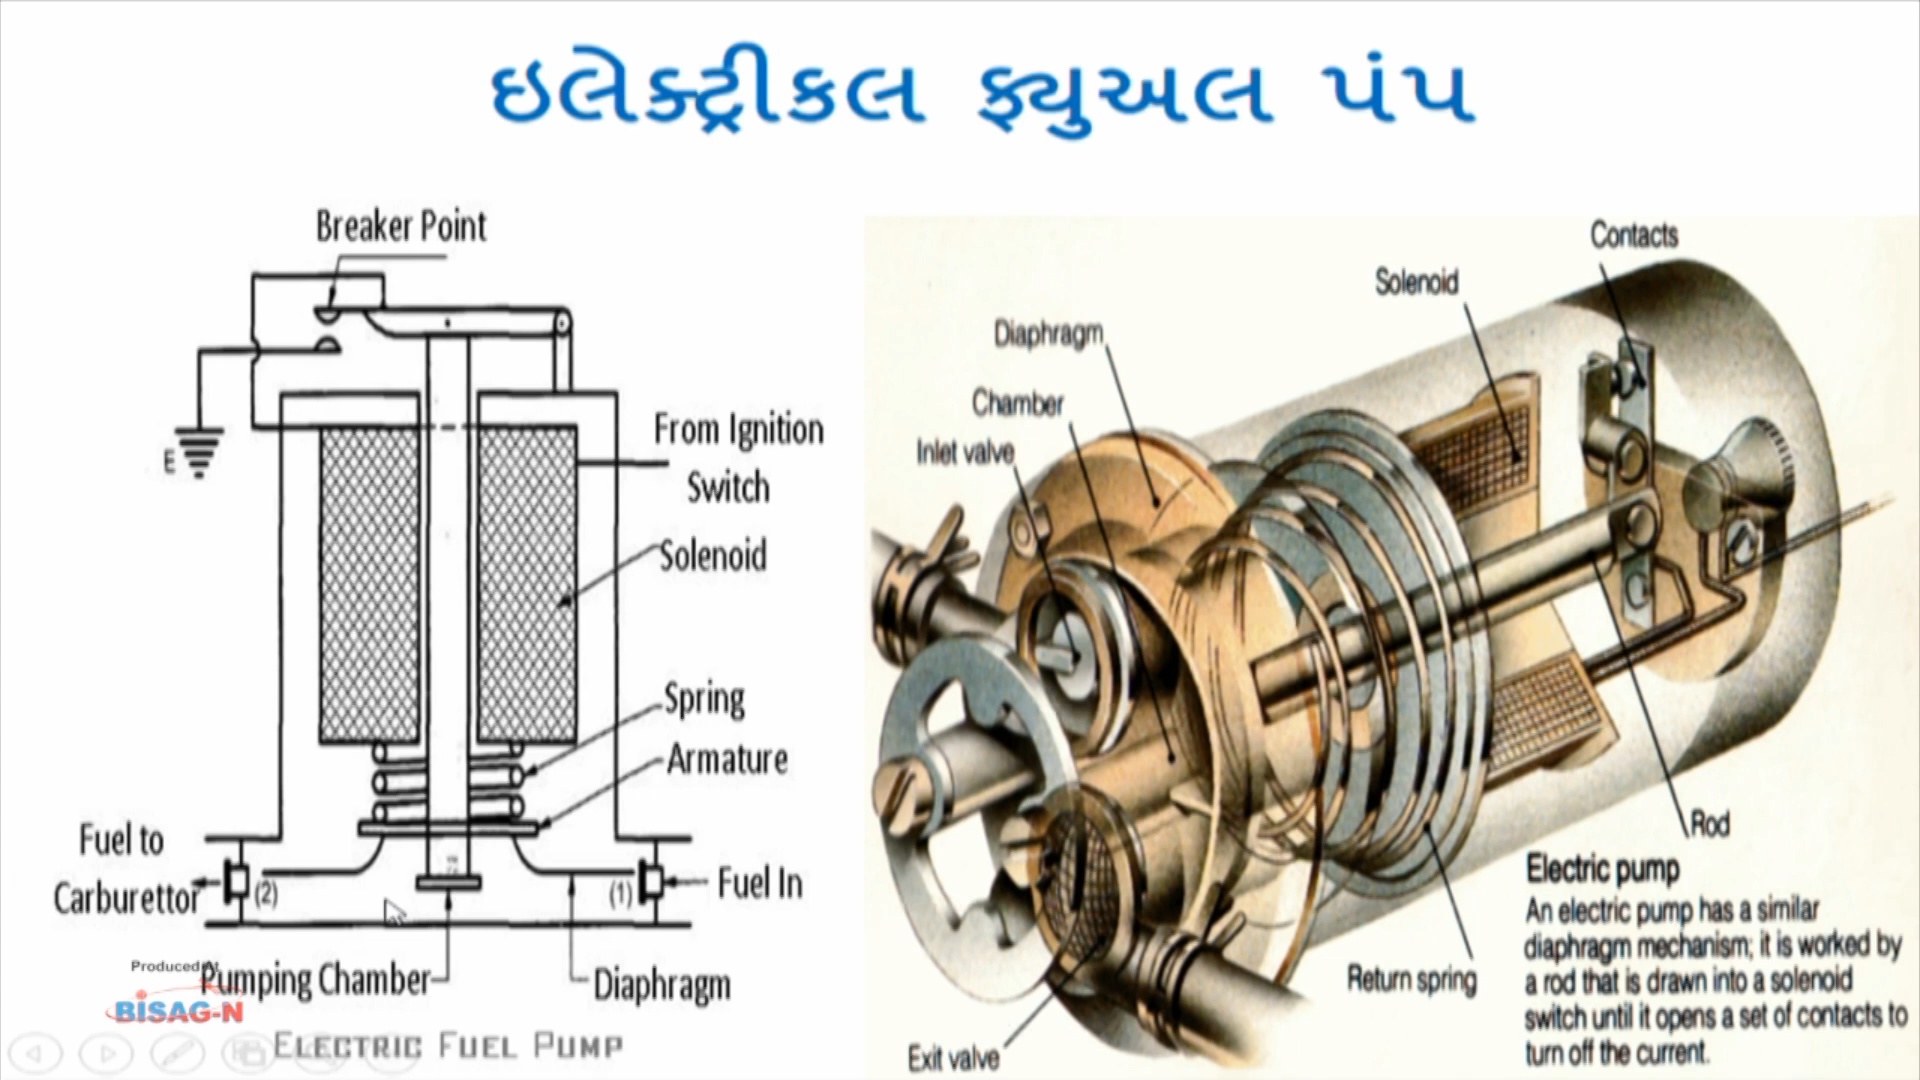 ઇલેક્ટ્રીકલ ફ્યુઅલ પંપ
Breaker Point
From Ignition
Switch
E
Solenoid
Spring
Armature
Fuel to
Carburettor
(2)
(1)
Fuel In
Pumping Chamber
Diaphragm
Produced At
BISAG-N
ELECTRIC FUEL PUMP
Contacts
Solenoid
Diaphragm
Chamber
Inlet valve
Rod
Return spring
Exit valve
Electric pump
An electric pump has a similar
diaphragm mechanism; it is worked by
a rod that is drawn into a solenoid
switch until it opens a set of contacts to
turn off the current.